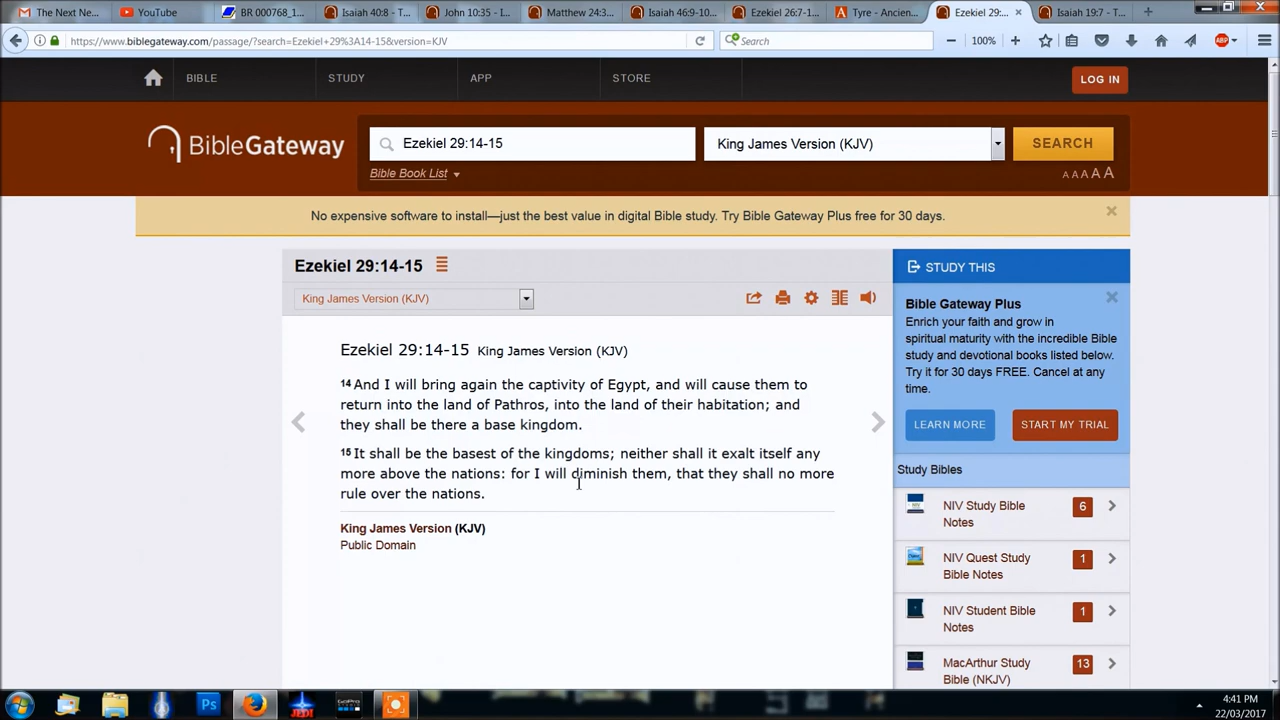 The Next Ne...
YouTube
BR 000768_1...
Isaiah 40:8 - T...
John 10:35 - I...
Matthew 24:3...
Isaiah 46:9-10...
Ezekiel 26:7-1...
Tyre - Ancien...
Ezekiel 29:...
Isaiah 19:7 - T...
https://www.biblegateway.com/passage/?search=Ezekiel+29%3A14-15&version=KJV
Search
100%
ABP
BIBLE
STUDY
APP
STORE
LOG IN
BibleGateway
Ezekiel 29:14-15
King James Version (KJV)
SEARCH
Bible Book List
A A A A A
No expensive software to install—just the best value in digital Bible study. Try Bible Gateway Plus free for 30 days.
Ezekiel 29:14-15
King James Version (KJV)
Ezekiel 29:14-15 King James Version (KJV)
14 And I will bring again the captivity of Egypt, and will cause them to
return into the land of Pathros, into the land of their habitation; and
they shall be there a base kingdom.
15 It shall be the basest of the kingdoms; neither shall it exalt itself any
more above the nations: for I will diminish them, that they shall no more
rule over the nations.
King James Version (KJV)
Public Domain
STUDY THIS
Bible Gateway Plus
Enrich your faith and grow in
spiritual maturity with the incredible Bible
study and devotional books listed below.
Try it for 30 days FREE. Cancel at any
time.
LEARN MORE
START MY TRIAL
Study Bibles
NIV Study Bible
Notes
6
NIV Quest Study
Bible Notes
1
NIV Student Bible
Notes
1
MacArthur Study
Bible (NKJV)
13
Ps
JEDI
GoPro
4:41 PM
22/03/2017